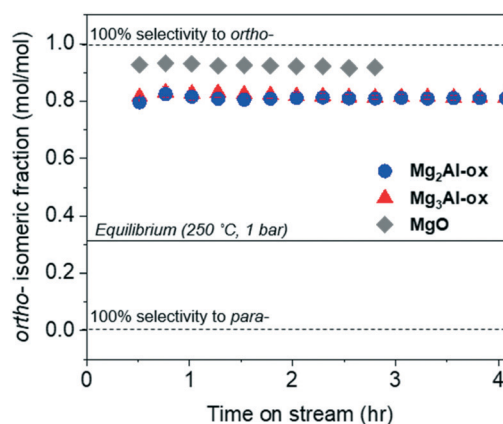 100% selectivity to ortho-
1.0
0.8
0.6
0.4
0.2
0.0
ortho- isomeric fraction (mol/mol)
Mg₂Al-ox
Mg₃Al-ox
MgO
Equilibrium (250 °C, 1 bar)
100% selectivity to para-
0 1 2 3 4
Time on stream (hr)